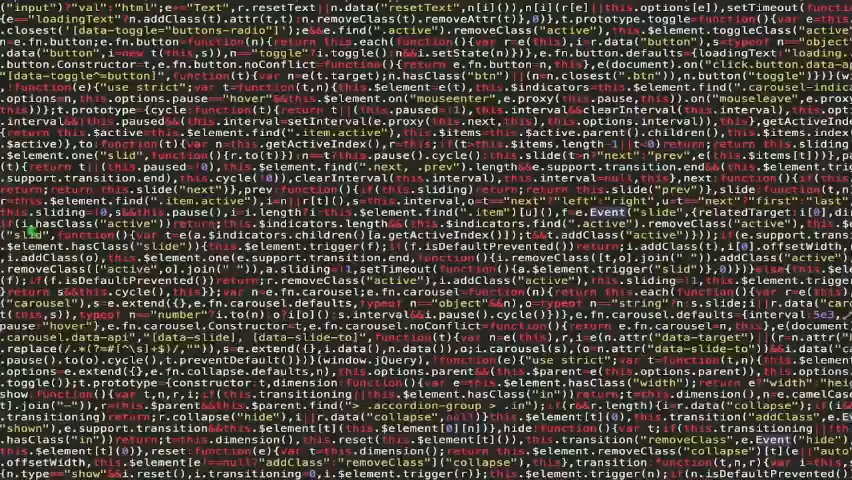 ("input")?"val":"html";e+="Text",r.resetText||r.data("resetText",n[i]()),n[i](r[e]||this.options[e]),setTimeout(function(
{e=="loadingText"?n.addClass(t).attr(t,t):n.removeClass(t).removeAttr(t)},0)},t.prototype.toggle=function(){var e=this
.closest('[data-toggle="buttons-radio"]');e&&e.find(".active").removeClass("active"),this.$element.toggleClass("active"
n=e.fn.button;e.fn.button=function(n){return this.each(function(){var r=e(this),i=r.data("button"),s=typeof n=="object"
.data("button",i=new t(this,s)),n=="toggle"?i.toggle():n&&i.setState(n)})},e.fn.button.defaults={loadingText:"loading.
.button.Constructor=t,e.fn.button.noConflict=function(){return e.fn.button=n,this},e(document).on("click.button.data-ap
"[data-toggle^=button]",function(t){var n=e(t.target);n.hasClass("btn")||(n=n.closest(".btn")),n.button("toggle")})}(wi
,!function(e){"use strict";var t=function(t,n){this.$element=e(t),this.$indicators=this.$element.find(".carousel-indica
options=n,this.options.pause=="hover"&&this.$element.on("mouseenter",e.proxy(this.pause,this)).on("mouseleave",e.proxy(
this))};t.prototype={cycle:function(t){return t||(this.paused=!1),this.interval&&clearInterval(this.interval),this.opti
&&!this.paused&&(this.interval=setInterval(e.proxy(this.next,this),this.options.interval)),this},getActiveIndex:functio
{return this.$active=this.$element.find(".item.active"),this.$items=this.$active.parent().children(),this.$items.index(
$active)},to:function(t){var n=this.getActiveIndex(),r=this;if(t>this.$items.length-1||t<0)return;return this.sliding?t
$element.one("slid",function(){r.to(t)}):n==t?this.pause().cycle():this.slide(t>n?"next":"prev",e(this.$items[t]))},pau
(t){return t||(this.paused=!0),this.$element.find(".next, .prev").length&&e.support.transition.end&&(this.$element.trig
support.transition.end),this.cycle(!0)),clearInterval(this.interval),this.interval=null,this},next:function(){if(this.s
return;return this.slide("next")},prev:function(){if(this.sliding)return;return this.slide("prev")},slide:function(t,n)
this.$element.find(".item.active"),i=n||r[t](),s=this.interval,o=t=="next"?"left":"right",u=t=="next"?"first":"last"
this.sliding=!0,s&&this.pause(),i=i.length?i:this.$element.find(".item")[u](),f=e.Event("slide",{relatedTarget:i[0],dir
if(i.hasClass("active"))return;this.$indicators.length&&(this.$indicators.find(".active").removeClass("active"),this.$e
function(){var t=e(a.$indicators.children()[a.getActiveIndex()]);t&&t.addClass("active")}));if(e.support.transi
$element.hasClass("slide")){this.$element.trigger(f);if(f.isDefaultPrevented())return;i.addClass(t),i[0].offsetWidth,
,i.addClass(o),this.$element.one(e.support.transition.end,function(){i.removeClass([t,o].join(" ")).addClass("active"),
removeClass(["active",o].join(" ")),a.sliding=!1,setTimeout(function(){a.$element.trigger("slid")},0)})}else{this.$ele
(f);if(f.isDefaultPrevented())return;r.removeClass("active"),i.addClass("active"),this.sliding=!1,this.$element.trigger
return s&&this.cycle(),this}};var n=e.fn.carousel;e.fn.carousel=function(n){return this.each(function(){var r=e(this)
("carousel"),s=e.extend({},e.fn.carousel.defaults,typeof n=="object"&&n),o=typeof n=="string"?n:s.slide;i||r.data("caro
t(this,s)),typeof n=="number"?i.to(n):o?i[o]():s.interval&&i.pause().cycle()})},e.fn.carousel.defaults={interval:5e3,
pause:"hover"},e.fn.carousel.Constructor=t,e.fn.carousel.noConflict=function(){return e.fn.carousel=n,this},e(document)
carousel.data-api","[data-slide], [data-slide-to]",function(t){var n=e(this),r,i=e(n.attr("data-target")||(r=n.attr("h
replace(/.*(?=#[^\s]+$)/,"")),s=e.extend({},i.data(),n.data()),o;i.carousel(s),(o=n.attr("data-slide-to"))&&i.data("car
pause().to(o).cycle(),t.preventDefault()})}(window.jQuery),!function(e){"use strict";var t=function(t,n){this.$element
options=e.extend({},e.fn.collapse.defaults,n),this.options.parent&&(this.$parent=e(this.options.parent)),this.options.
toggle()};t.prototype={constructor:t,dimension:function(){var e=this.$element.hasClass("width");return e?"width":"heigh
show:function(){var t,n,r,i;if(this.transitioning||this.$element.hasClass("in"))return;t=this.dimension(),n=e.camelCase
t].join("-")),r=this.$parent&&this.$parent.find("> .accordion-group > .in");if(r&&r.length){i=r.data("collapse");if(i&&
transitioning)return;r.collapse("hide"),i||r.data("collapse",null)}this.$element[t](0),this.transition("addClass",e.Ev
"shown"),e.support.transition&&this.$element[t](this.$element[0][n])},hide:function(){var t;if(this.transitioning||!thi
hasClass("in"))return;t=this.dimension(),this.reset(this.$element[t]()),this.transition("removeClass",e.Event("hide"),"
this.$element[t](0)},reset:function(e){var t=this.dimension();return this.$element.removeClass("collapse")[t](e||"auto"
.offsetWidth,this.$element[e!==null?"addClass":"removeClass"]("collapse"),this},transition:function(t,n,r){var i=this,
{n.type=="show"&&i.reset(),i.transitioning=0,i.$element.trigger(r)};this.$element.trigger(n);if(n.isDefaultPrevented()